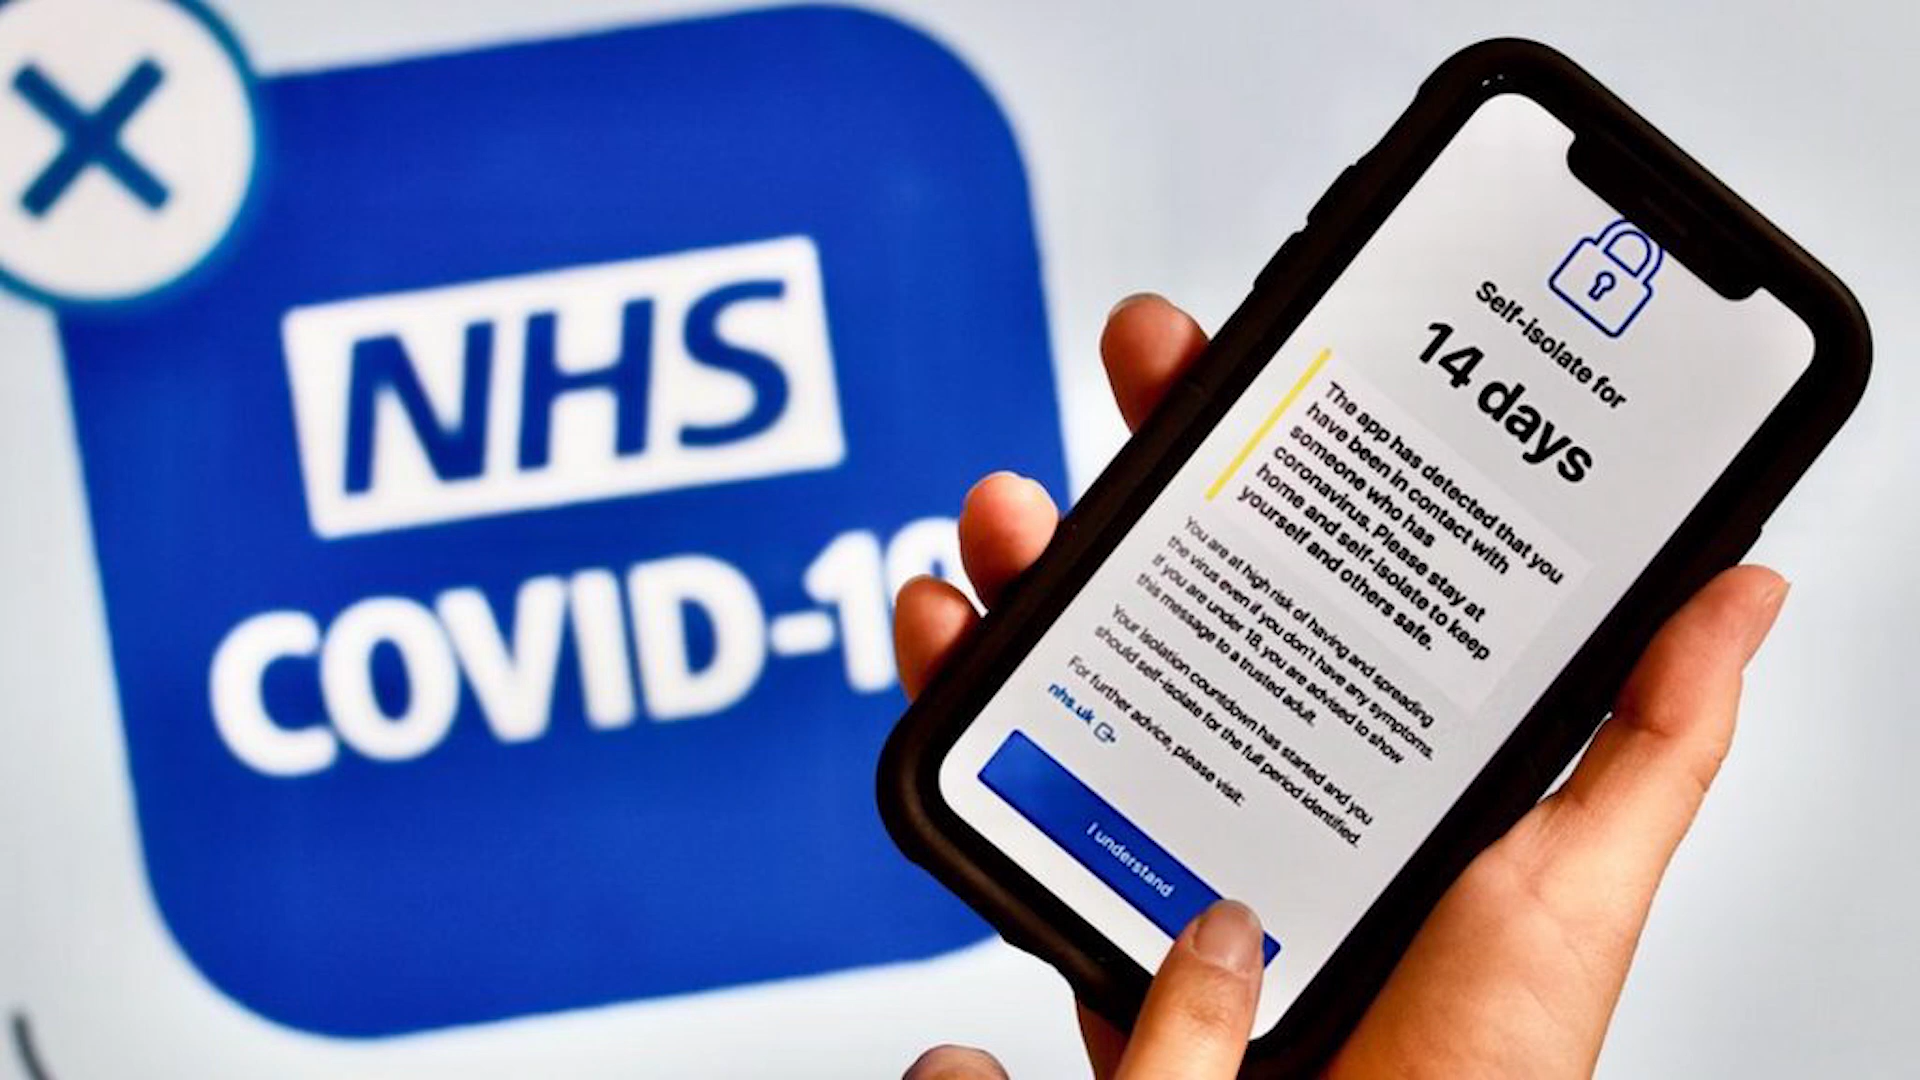 NHS
COVID-19
Self-isolate for
14 days
The app has detected that you
have been in contact with
someone who has
coronavirus. Please stay at
home and self-isolate to keep
yourself and others safe.
You are at high risk of having and spreading
the virus even if you don't have any symptoms.
If you are under 18, you are advised to show
this message to a trusted adult.
Your isolation countdown has started and you
should self-isolate for the full period identified.
For further advice, please visit:
nhs.uk
I understand